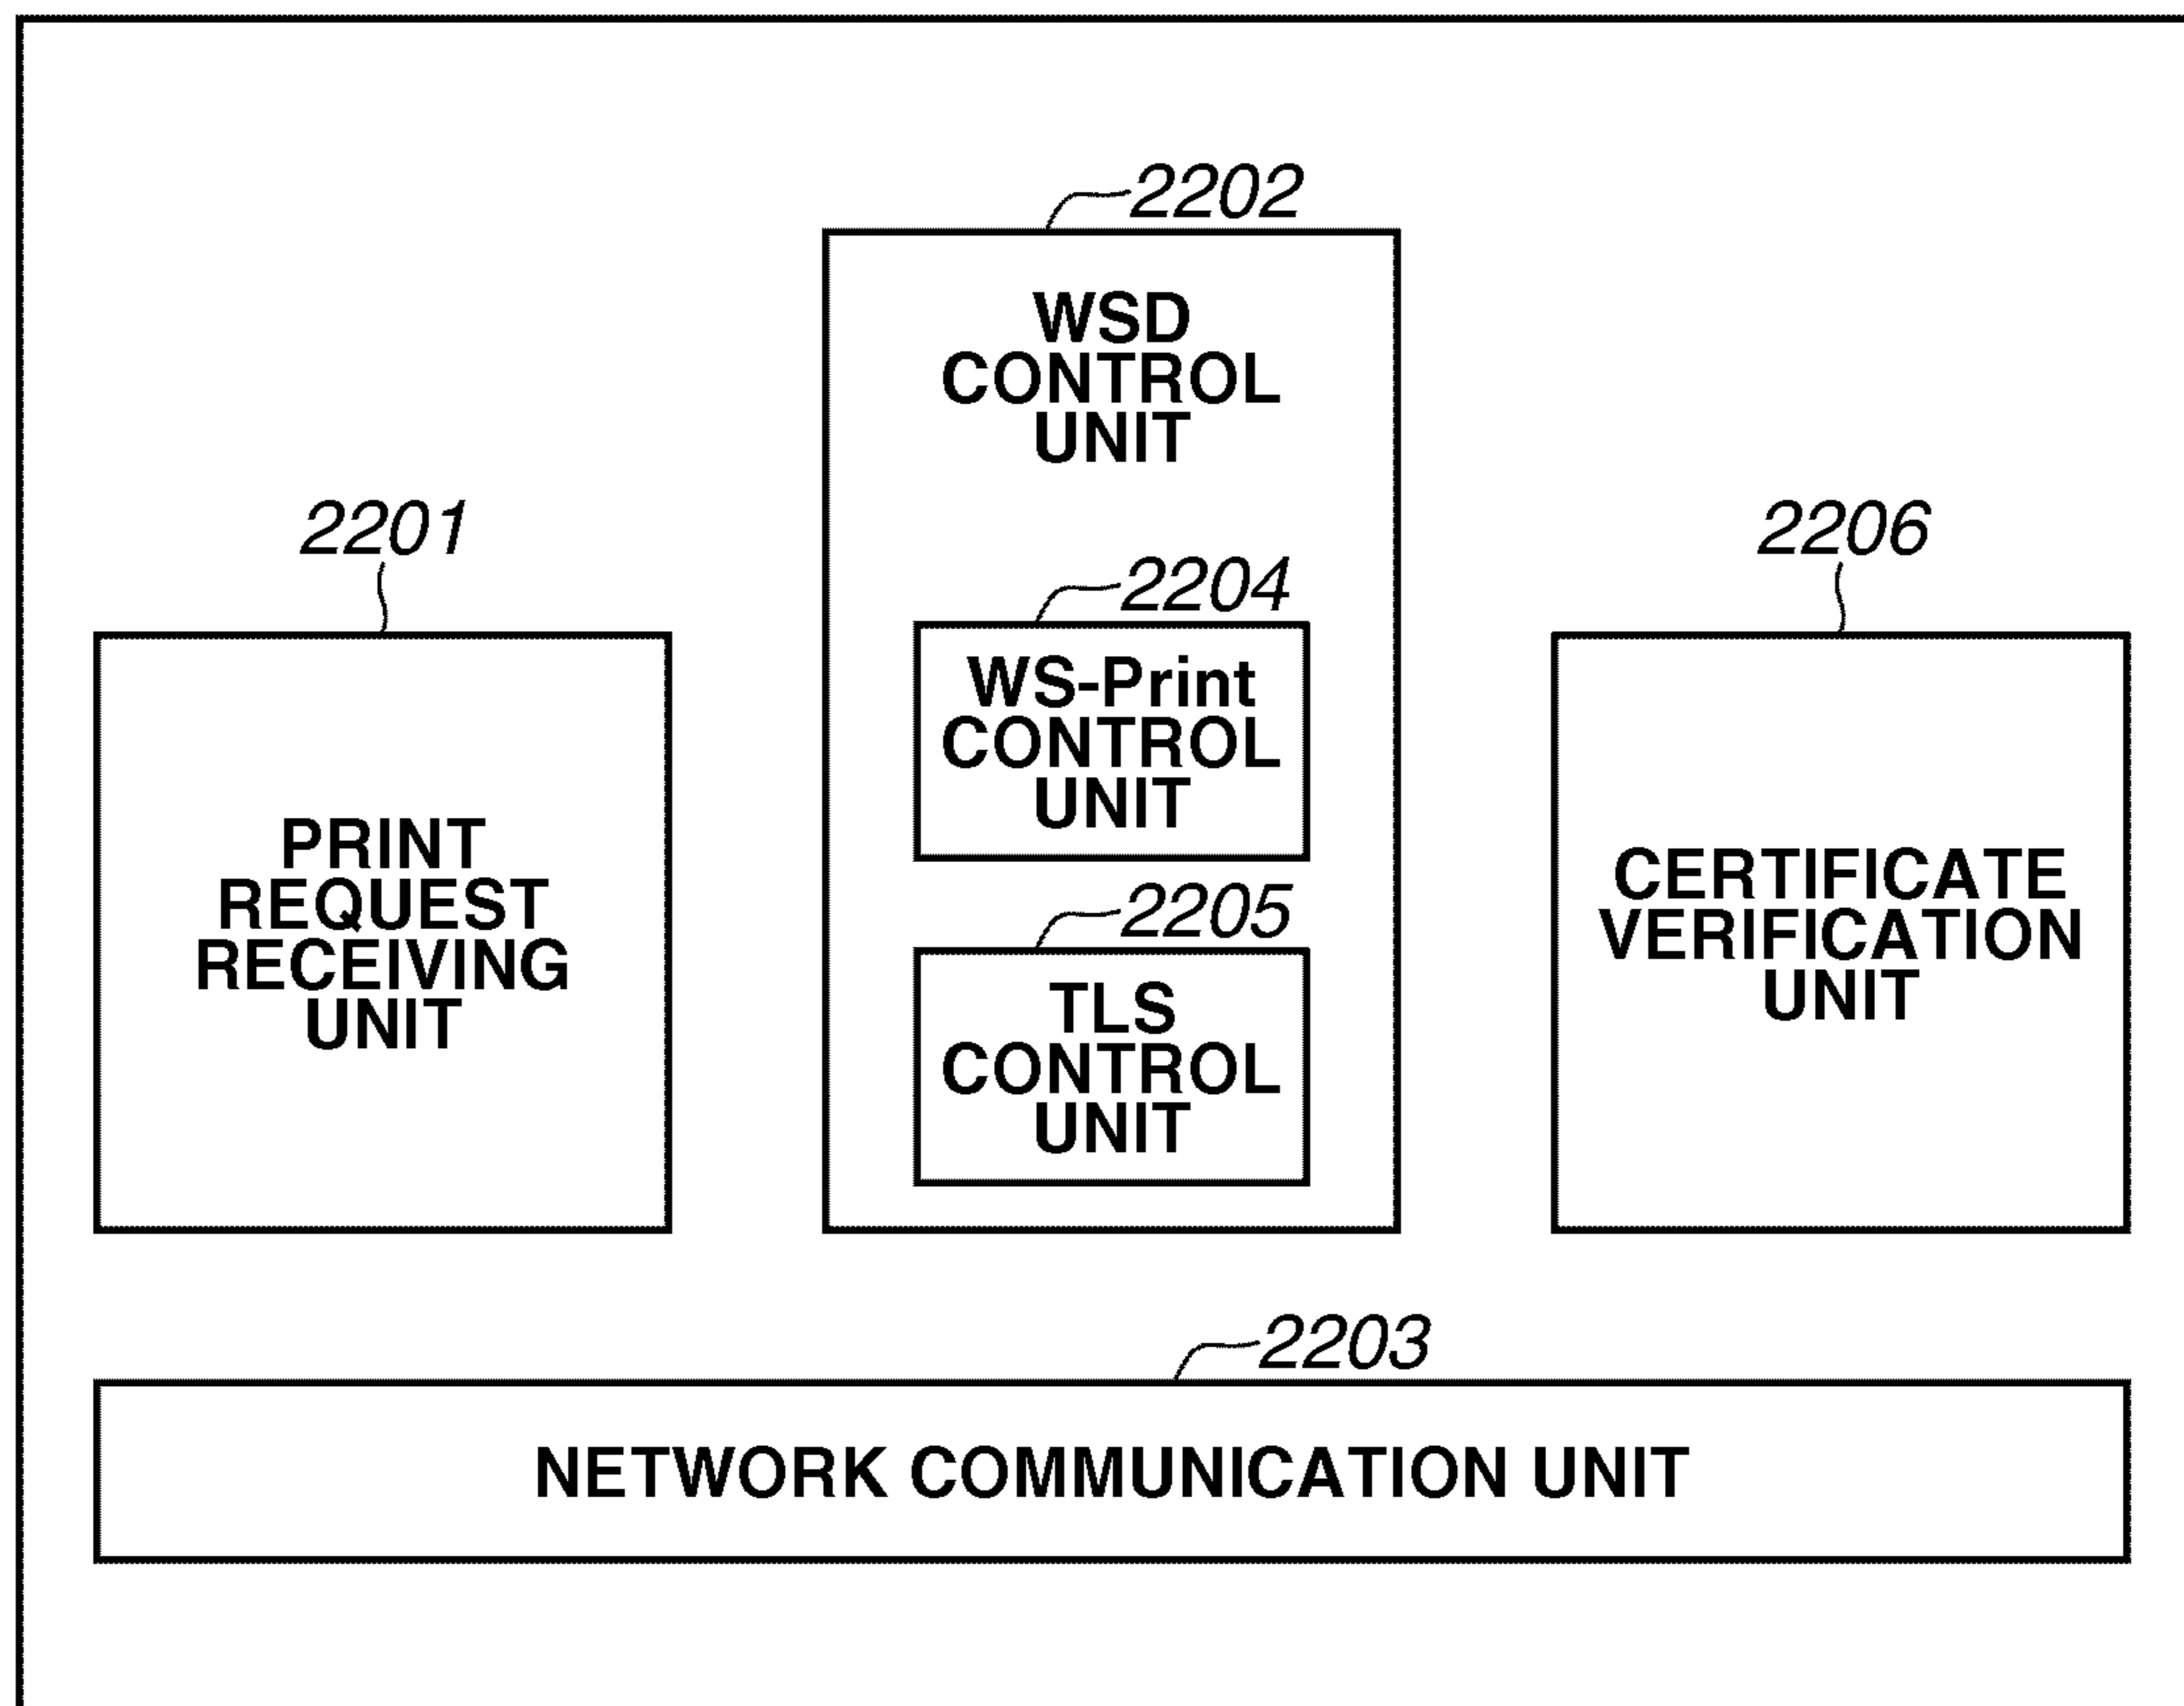 2202
WSD
CONTROL
UNIT
2201
2206
2204
WS-Print
CONTROL
UNIT
PRINT
REQUEST
RECEIVING
UNIT
CERTIFICATE
VERIFICATION
UNIT
2205
TLS
CONTROL
UNIT
2203
NETWORK COMMUNICATION UNIT